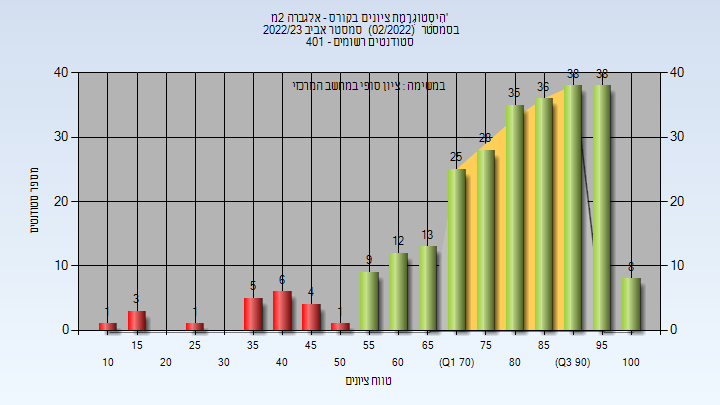 היסטוגרמת ציונים בקורס - אלגברה 2מ'
בסמסטר (02/2022) סמסטר אביב 2022/23
סטודנטים רשומים - 401
במשימה : ציון סופי במחשב המרכזי
מספר סטודנטים
40 40
30 30
20 20
10 10
0 0
1 3 1 5 6 4 1 9 12 13 25 28 35 36 38 38 8
15 25 35 45 55 65 75 85 95
10 20 30 40 50 60 (Q1 70) 80 (Q3 90) 100
טווח ציונים